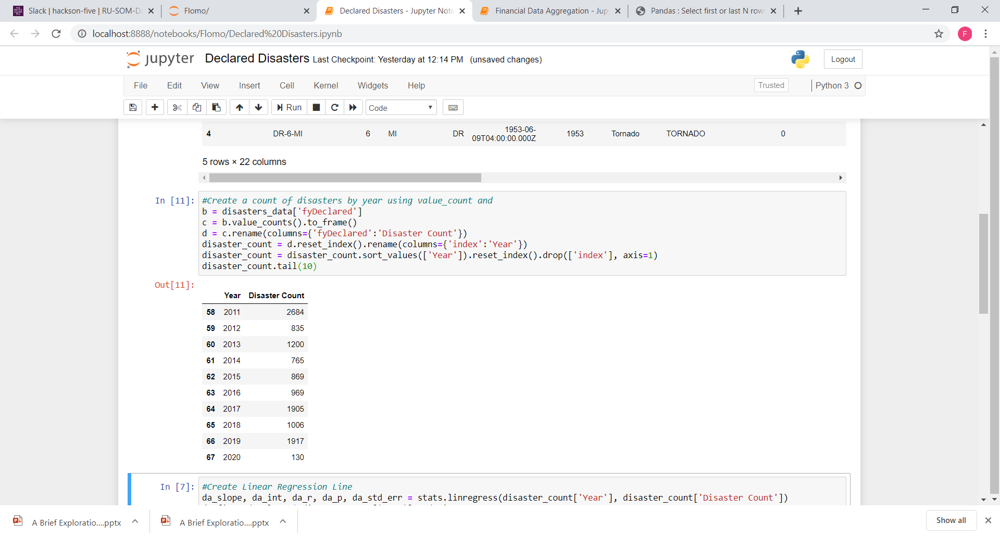 Slack | hackson-five | RU-SOM-DA
Flomo/
Declared Disasters - Jupyter Note
Financial Data Aggregation - Jup
Pandas : Select first or last N row
localhost:8888/notebooks/Flomo/Declared%20Disasters.ipynb
F
jupyter Declared Disasters Last Checkpoint: Yesterday at 12:14 PM (unsaved changes)
Logout
File Edit View Insert Cell Kernel Widgets Help
Trusted
Python 3
Run
Code
4 DR-6-MI 6 MI DR 1953-06-09T04:00:00.000Z 1953 Tornado TORNADO 0
5 rows × 22 columns
In [11]:
#Create a count of disasters by year using value_count and
b = disasters_data['fyDeclared']
c = b.value_counts().to_frame()
d = c.rename(columns={'fyDeclared':'Disaster Count'})
disaster_count = d.reset_index().rename(columns={'index':'Year'})
disaster_count = disaster_count.sort_values(['Year']).reset_index().drop(['index'], axis=1)
disaster_count.tail(10)
Out[11]:
Year Disaster Count
58 2011 2684
59 2012 835
60 2013 1200
61 2014 765
62 2015 869
63 2016 969
64 2017 1905
65 2018 1006
66 2019 1917
67 2020 130
In [7]:
#Create Linear Regression Line
da_slope, da_int, da_r, da_p, da_std_err = stats.linregress(disaster_count['Year'], disaster_count['Disaster Count'])
A Brief Exploratio....pptx
A Brief Exploratio....pptx
Show all